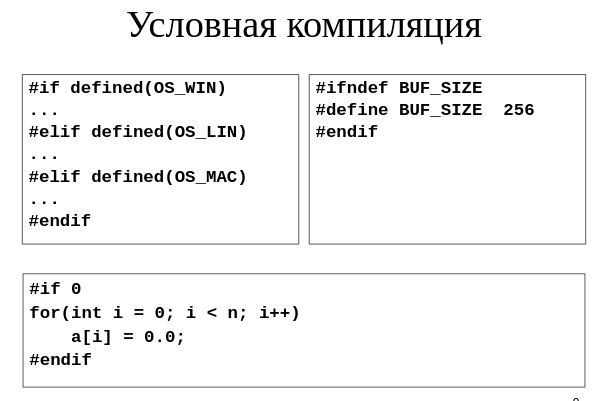 Условная компиляция
#if defined(OS_WIN)
...
#elif defined(OS_LIN)
...
#elif defined(OS_MAC)
...
#endif
#ifndef BUF_SIZE
#define BUF_SIZE  256
#endif
#if 0
for(int i = 0; i < n; i++)
    a[i] = 0.0;
#endif